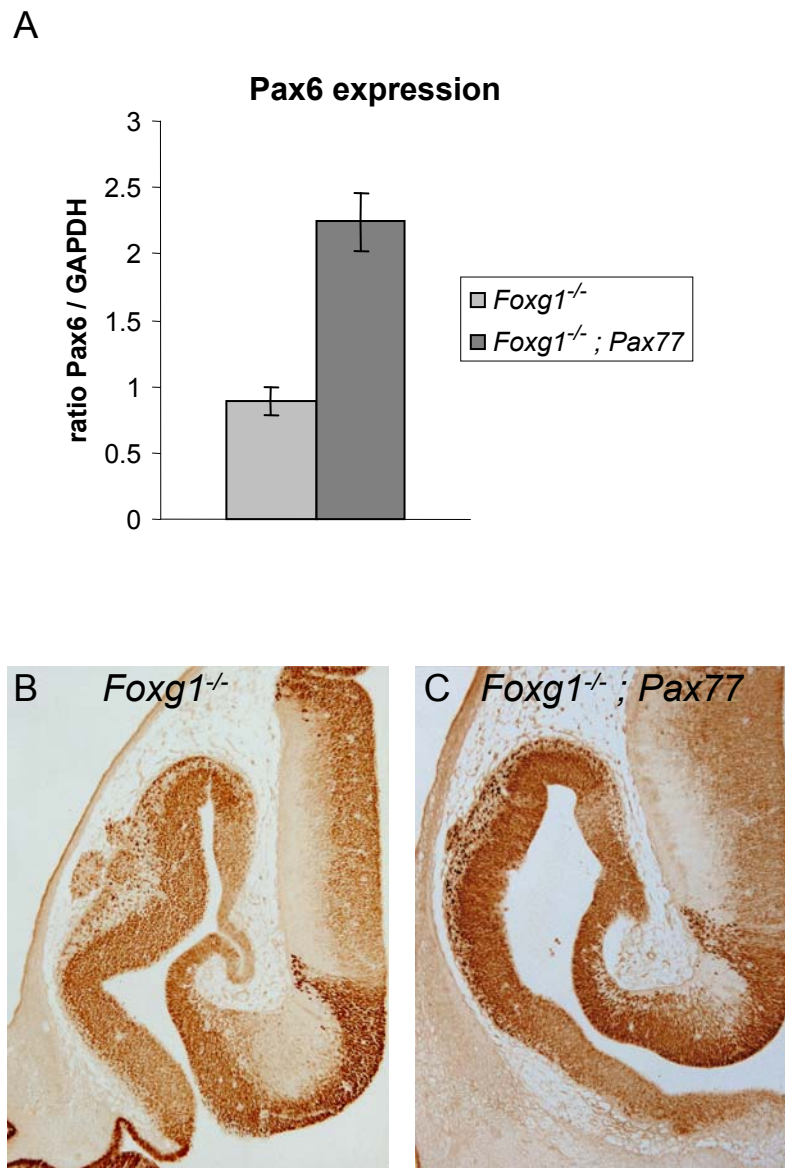 A
Pax6 expression
3
2.5
2
1.5
1
0.5
0
ratio Pax6 / GAPDH
Foxg1-/-
Foxg1-/- ; Pax77
B Foxg1-/-
C Foxg1-/- ; Pax77